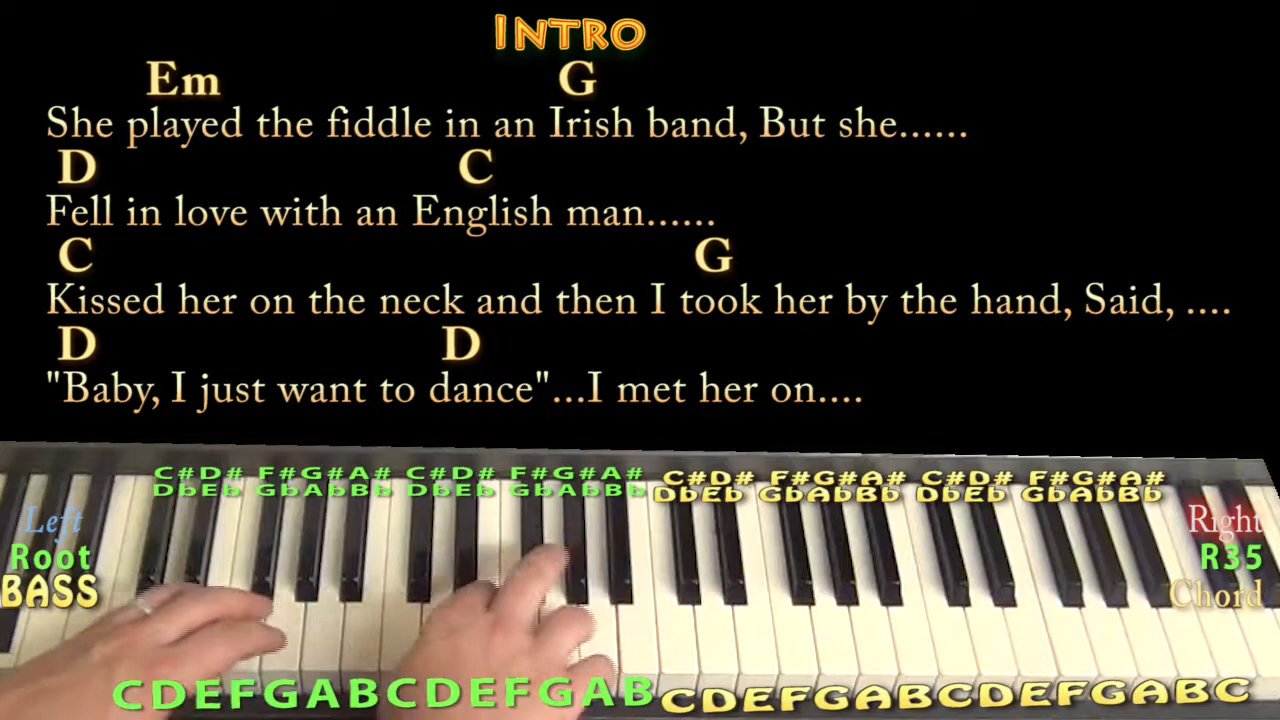 INTRO
Em G
She played the fiddle in an Irish band, But she......
D C
Fell in love with an English man......
C G
Kissed her on the neck and then I took her by the hand, Said, ....
D D
"Baby, I just want to dance"...I met her on....
C#D# F#G#A# C#D# F#G#A# C#D# F#G#A# C#D# F#G#A#
DbEb GbAbBb DbEb GbAbBb DbEb GbAbBb DbEb GbAbBb
Left Right
Root R35
BASS Chord
CDEFGABCDEFGAB CDEFGABCDEFGABC